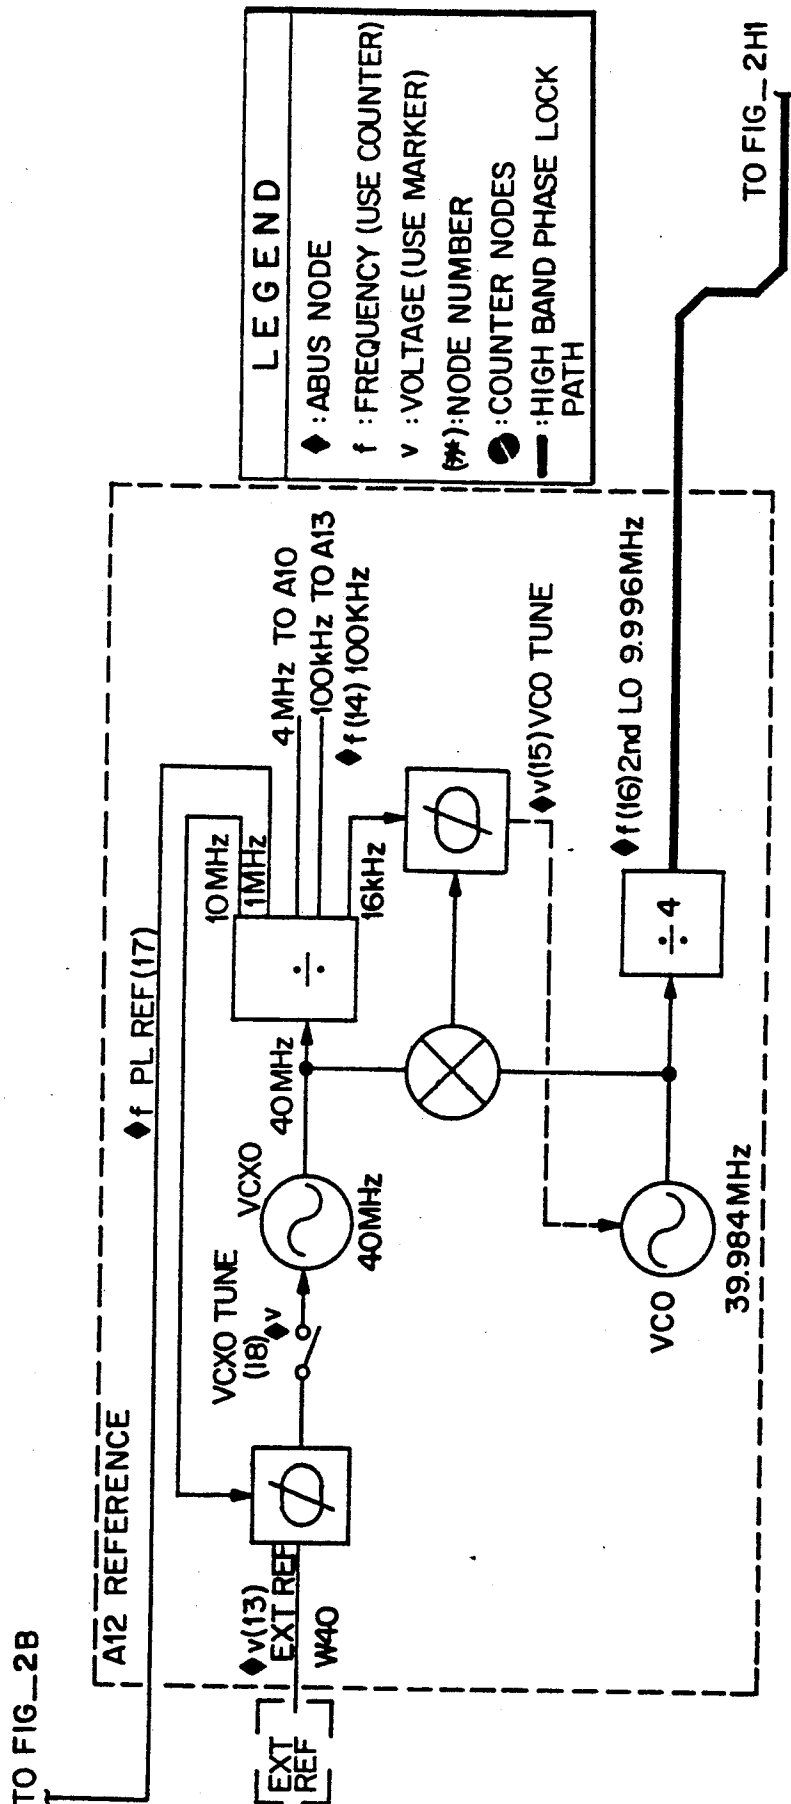 TO FIG_2B
A12 REFERENCE
◆f PL REF(17)
EXT
REF
◆v(13)
EXT REF
W40
VCXO TUNE
(18)
◆v
VCXO
40MHz
40MHz
10MHz
1MHz
÷
4MHz TO A10
100kHz TO A13
◆f(14) 100KHz
16kHz
◆v(15) VCO TUNE
VCO
39.984MHz
÷4
◆f(16) 2nd LO 9.996MHz
TO FIG_2H1
LEGEND
◆:ABUS NODE
f :FREQUENCY (USE COUNTER)
v :VOLTAGE (USE MARKER)
(#):NODE NUMBER
:COUNTER NODES
:HIGH BAND PHASE LOCK
PATH